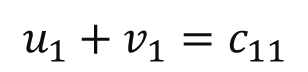 u₁ + v₁ = c₁₁